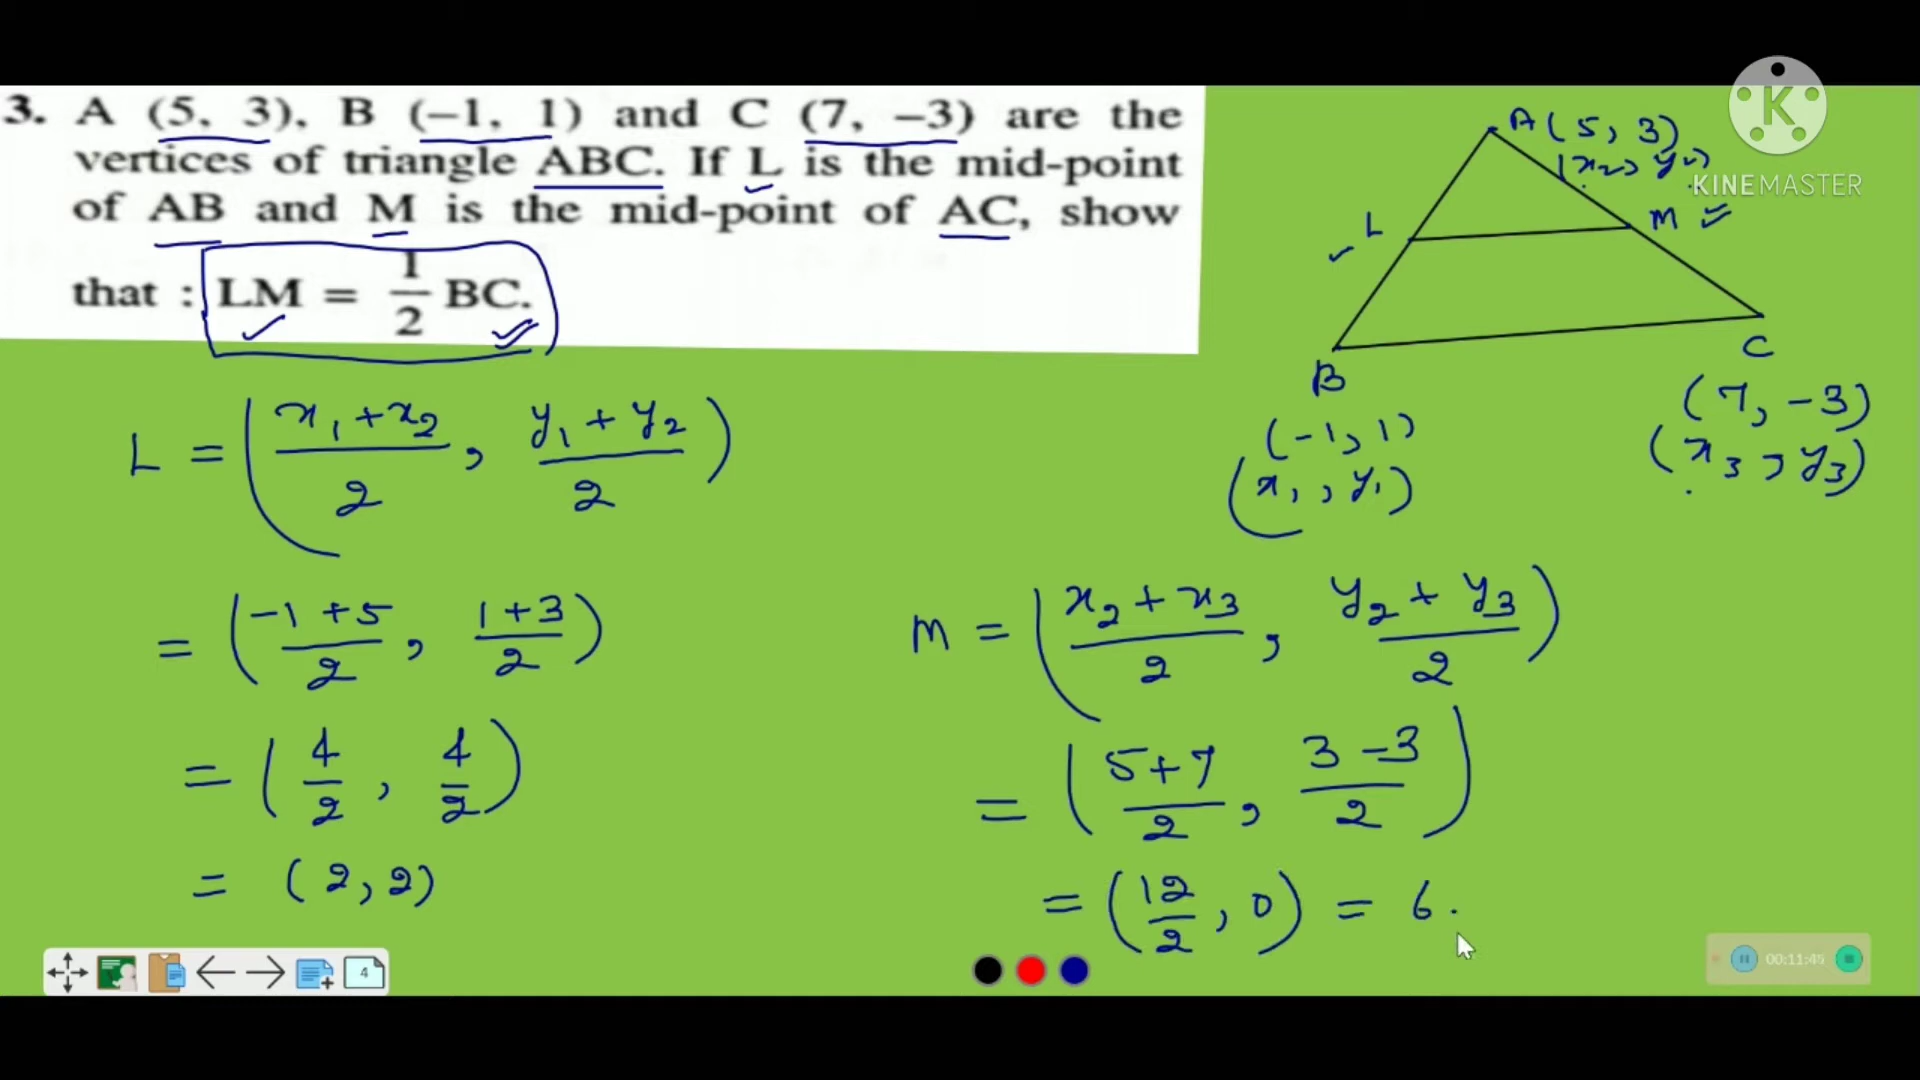 3. A (5, 3), B (−1, 1) and C (7, −3) are the
vertices of triangle ABC. If L is the mid-point
of AB and M is the mid-point of AC, show
that : LM = 1/2 BC.
KINEMASTER
A (5, 3)
(x₂, y₂)
L
M
B
C
(-1, 1)
(x₁, y₁)
(7, -3)
(x₃, y₃)
L = ( (x₁ + x₂)/2 , (y₁ + y₂)/2 )
= ( (-1 + 5)/2 , (1 + 3)/2 )
= ( 4/2 , 4/2 )
= (2, 2)
M = ( (x₂ + x₃)/2 , (y₂ + y₃)/2 )
= ( (5 + 7)/2 , (3 - 3)/2 )
= ( 12/2 , 0 ) = 6.
4
00:11:45